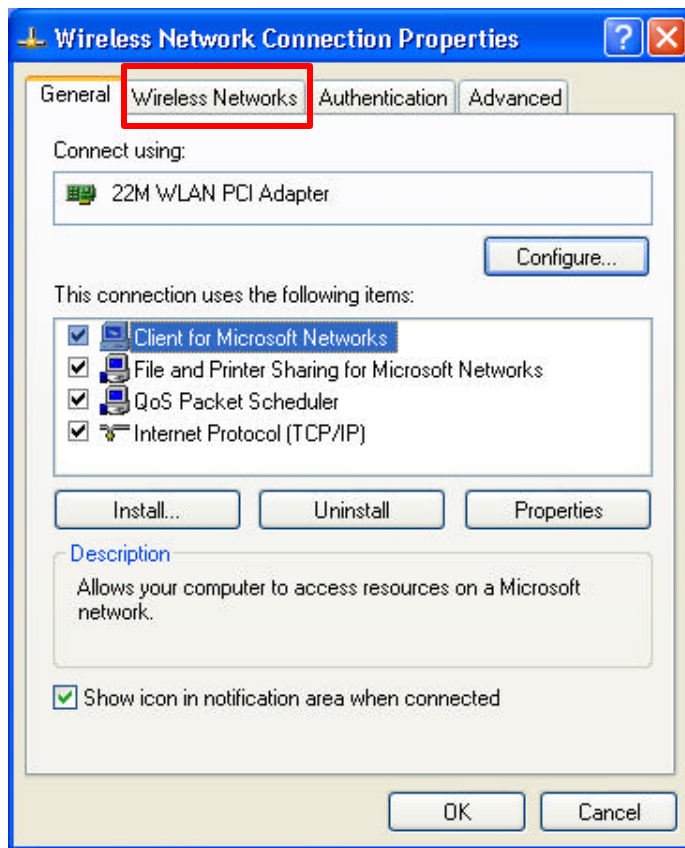 Wireless Network Connection Properties
General Wireless Networks Authentication Advanced
Connect using:
22M WLAN PCI Adapter
Configure...
This connection uses the following items:
Client for Microsoft Networks
File and Printer Sharing for Microsoft Networks
QoS Packet Scheduler
Internet Protocol (TCP/IP)
Install... Uninstall Properties
Description
Allows your computer to access resources on a Microsoft
network.
Show icon in notification area when connected
OK Cancel